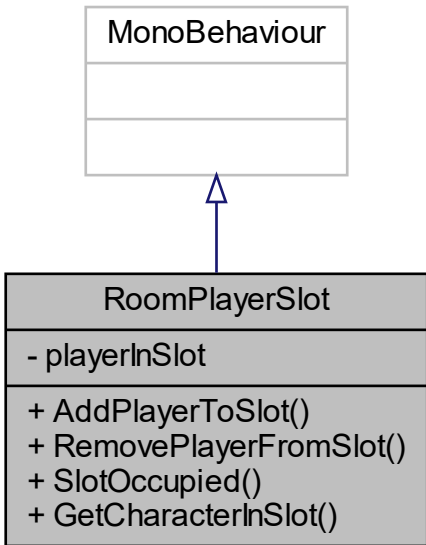 MonoBehaviour
RoomPlayerSlot
- playerInSlot
+ AddPlayerToSlot()
+ RemovePlayerFromSlot()
+ SlotOccupied()
+ GetCharacterInSlot()